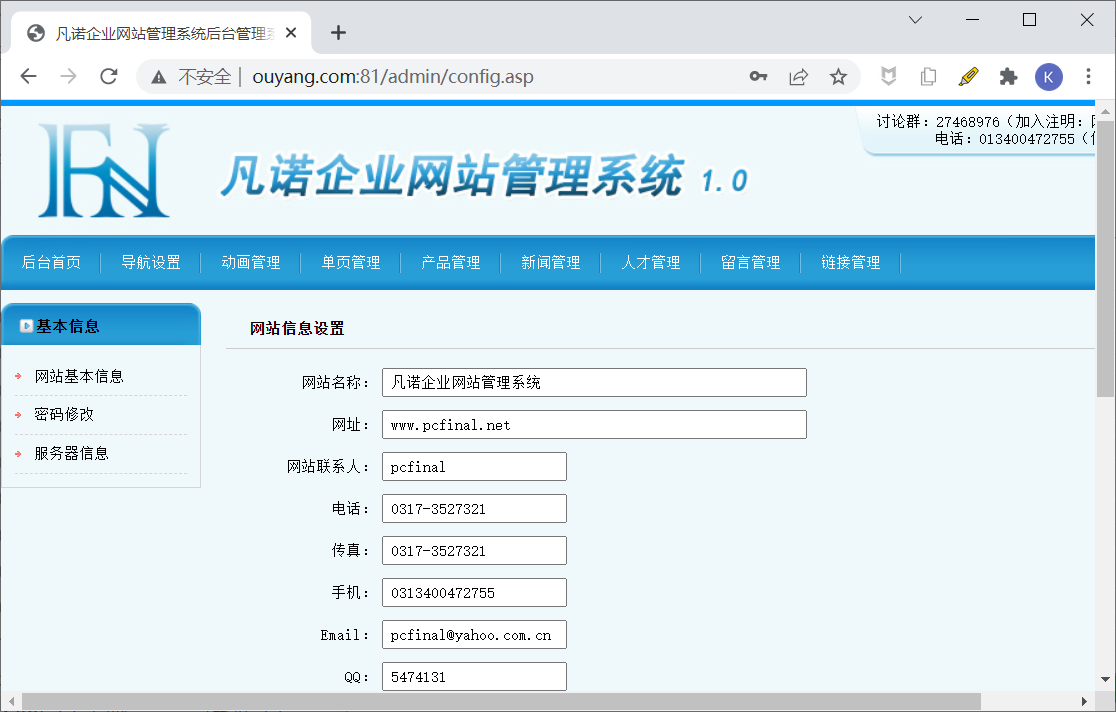 凡诺企业网站管理系统后台管理
不安全 | ouyang.com:81/admin/config.asp
K
讨论群：27468976（加入注明：
电话：013400472755（
FN
凡诺企业网站管理系统 1.0
后台首页 导航设置 动画管理 单页管理 产品管理 新闻管理 人才管理 留言管理 链接管理
基本信息
网站基本信息
密码修改
服务器信息
网站信息设置
网站名称： 凡诺企业网站管理系统
网址： www.pcfinal.net
网站联系人： pcfinal
电话： 0317-3527321
传真： 0317-3527321
手机： 0313400472755
Email： pcfinal@yahoo.com.cn
QQ： 5474131